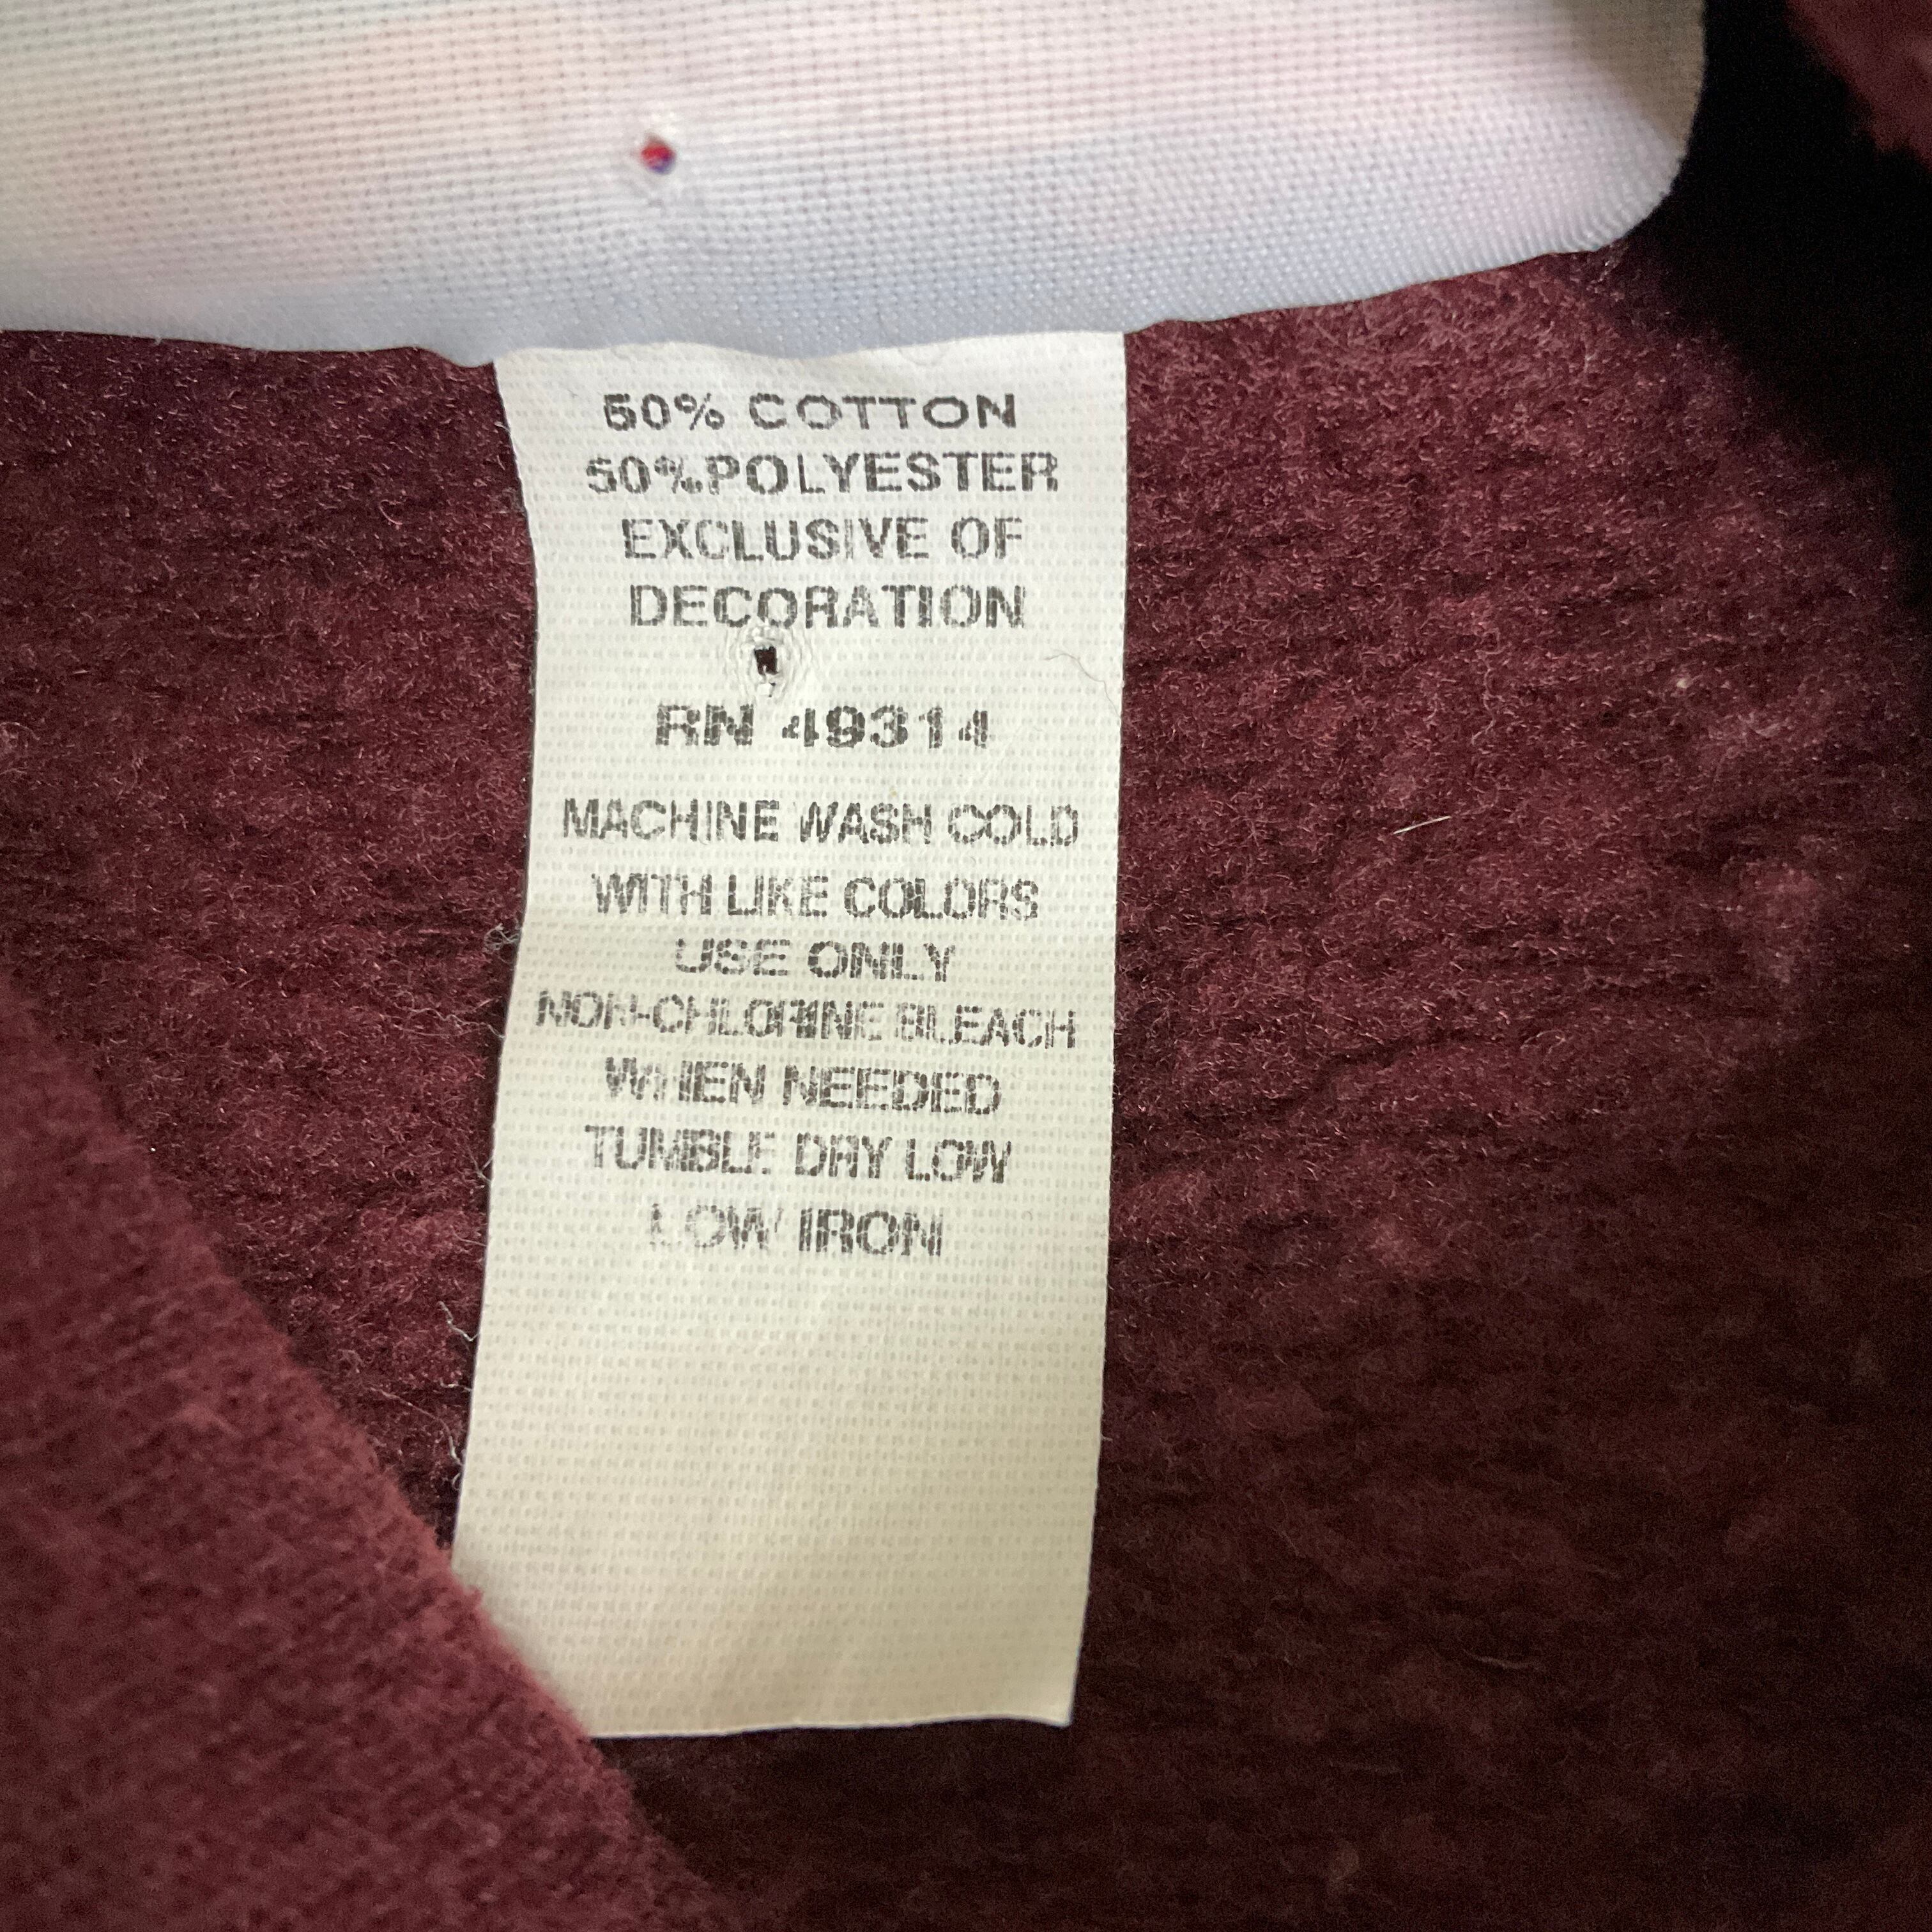 50% COTTON
50%POLYESTER
EXCLUSIVE OF
DECORATION
RN 49314
MACHINE WASH COLD
WITH LIKE COLORS
USE ONLY
NON-CHLORINE BLEACH
WHEN NEEDED
TUMBLE DRY LOW
LOW IRON